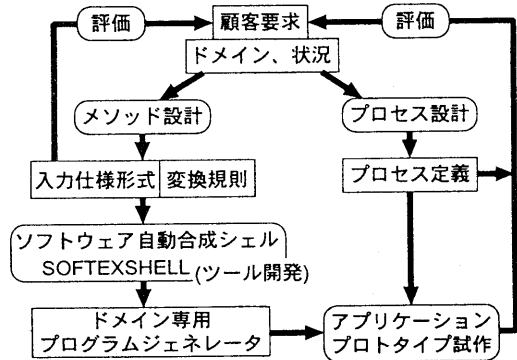 評価
顧客要求
評価
ドメイン、状況
メソッド設計
プロセス設計
入力仕様形式
変換規則
プロセス定義
ソフトウェア自動合成シェル
SOFTEXSHELL (ツール開発)
ドメイン専用
プログラムジェネレータ
アプリケーション
プロトタイプ試作